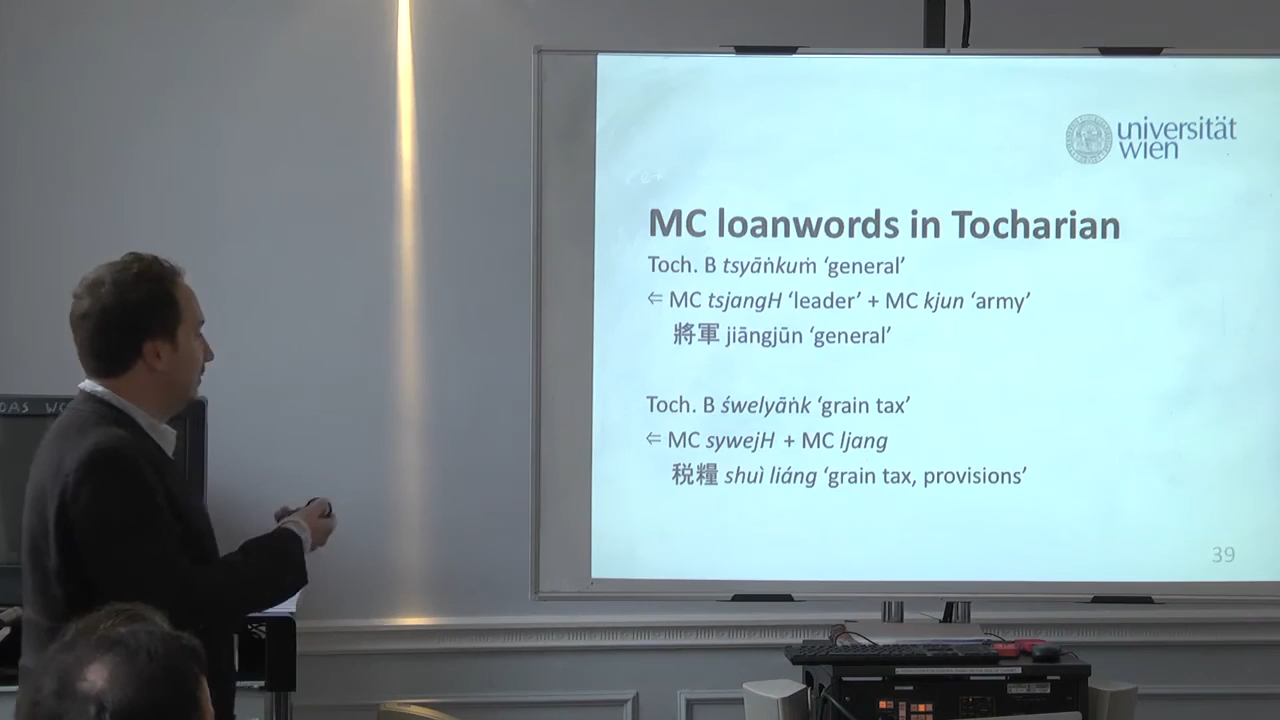 universität
wien
MC loanwords in Tocharian
Toch. B tsyāṅkuṁ ‘general’
⇐ MC tsjangH ‘leader’ + MC kjun ‘army’
將軍 jiāngjūn ‘general’
Toch. B śwelyāṅk ‘grain tax’
⇐ MC sywejH + MC ljang
税糧 shuì liáng ‘grain tax, provisions’
39